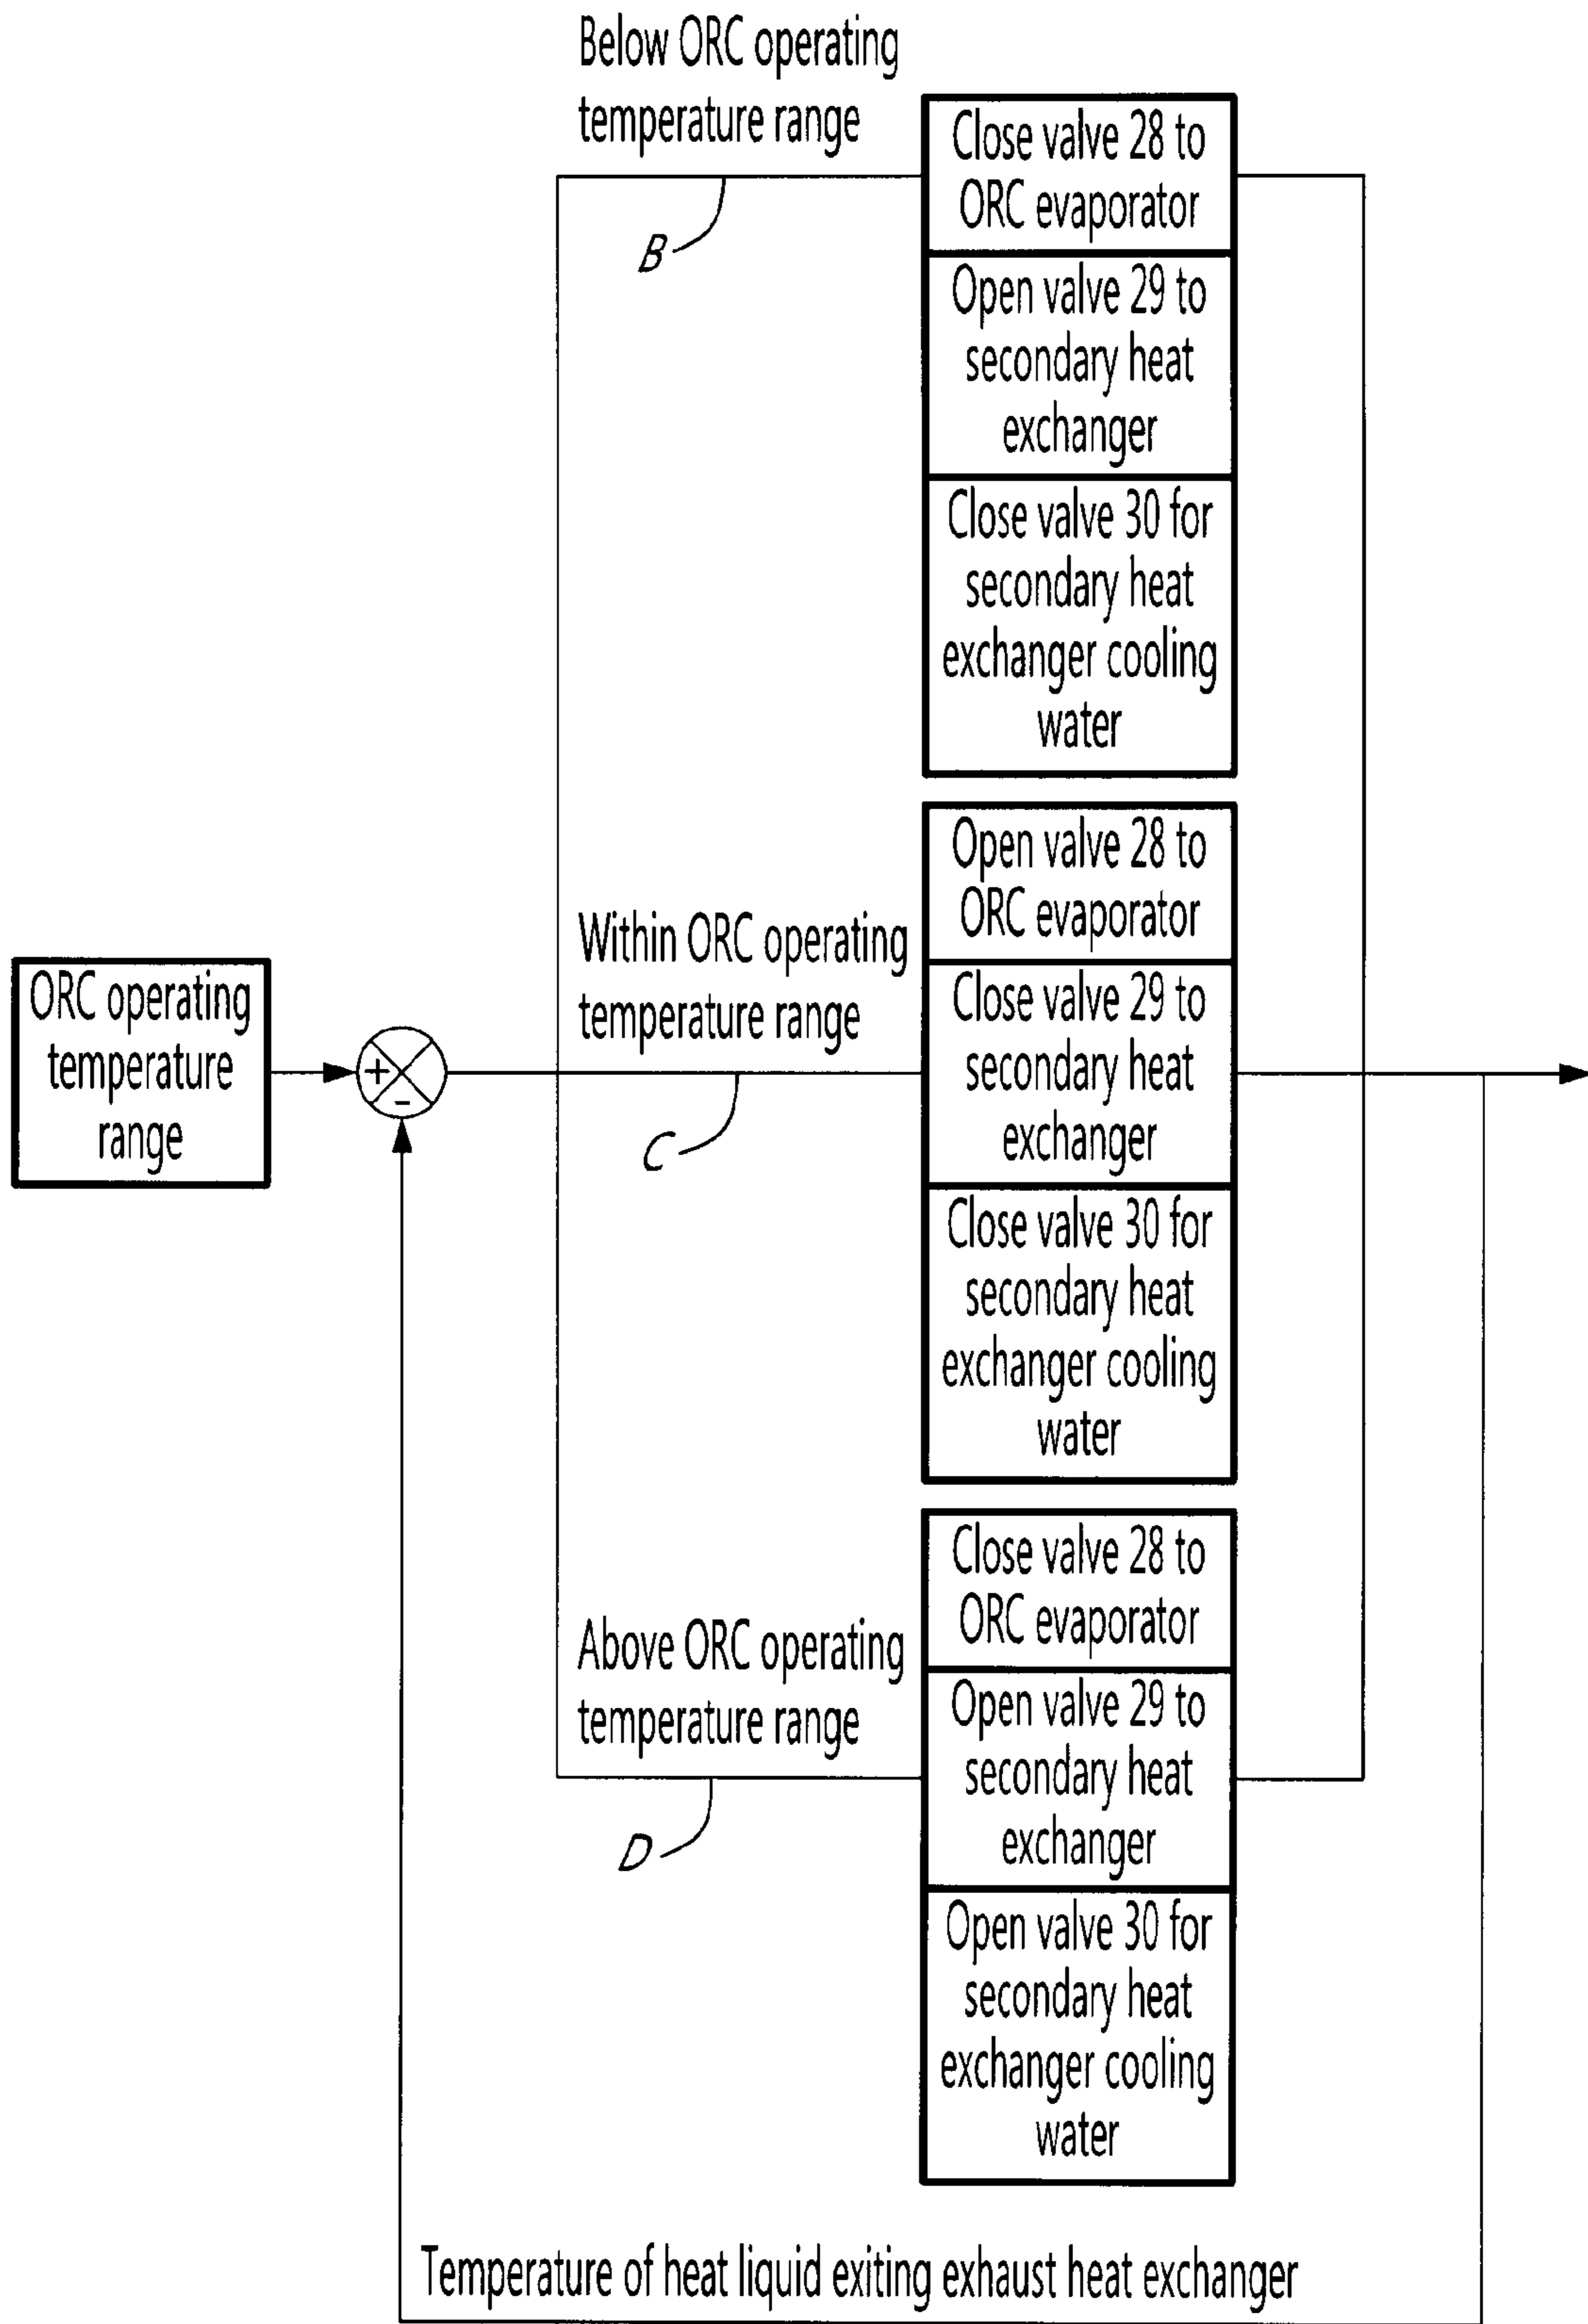 Below ORC operating
temperature range
B
Close valve 28 to
ORC evaporator
Open valve 29 to
secondary heat
exchanger
Close valve 30 for
secondary heat
exchanger cooling
water
ORC operating
temperature
range
+
-
Within ORC operating
temperature range
C
Open valve 28 to
ORC evaporator
Close valve 29 to
secondary heat
exchanger
Close valve 30 for
secondary heat
exchanger cooling
water
Above ORC operating
temperature range
D
Close valve 28 to
ORC evaporator
Open valve 29 to
secondary heat
exchanger
Open valve 30 for
secondary heat
exchanger cooling
water
Temperature of heat liquid exiting exhaust heat exchanger